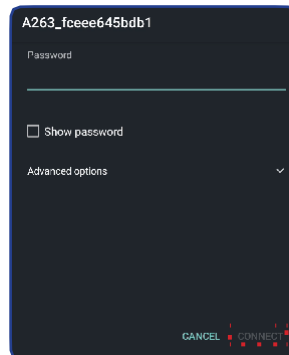 A263_fceee645bdb1
Password
Show password
Advanced options
CANCEL CONNECT